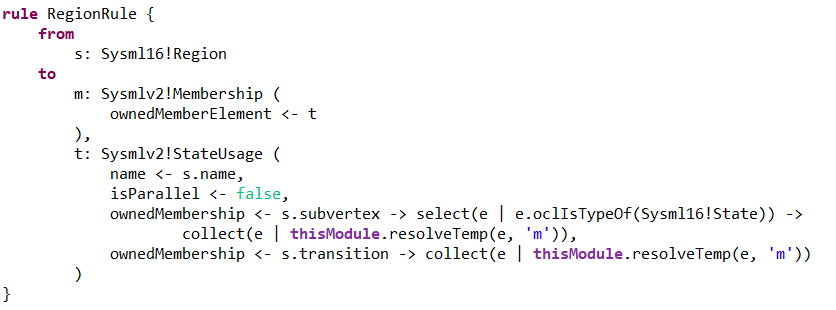 rule RegionRule {
    from
        s: Sysml16!Region
    to
        m: Sysmlv2!Membership (
            ownedMemberElement <- t
        ),
        t: Sysmlv2!StateUsage (
            name <- s.name,
            isParallel <- false,
            ownedMembership <- s.subvertex -> select(e | e.oclIsTypeOf(Sysml16!State)) ->
                    collect(e | thisModule.resolveTemp(e, 'm')),
            ownedMembership <- s.transition -> collect(e | thisModule.resolveTemp(e, 'm'))
        )
}